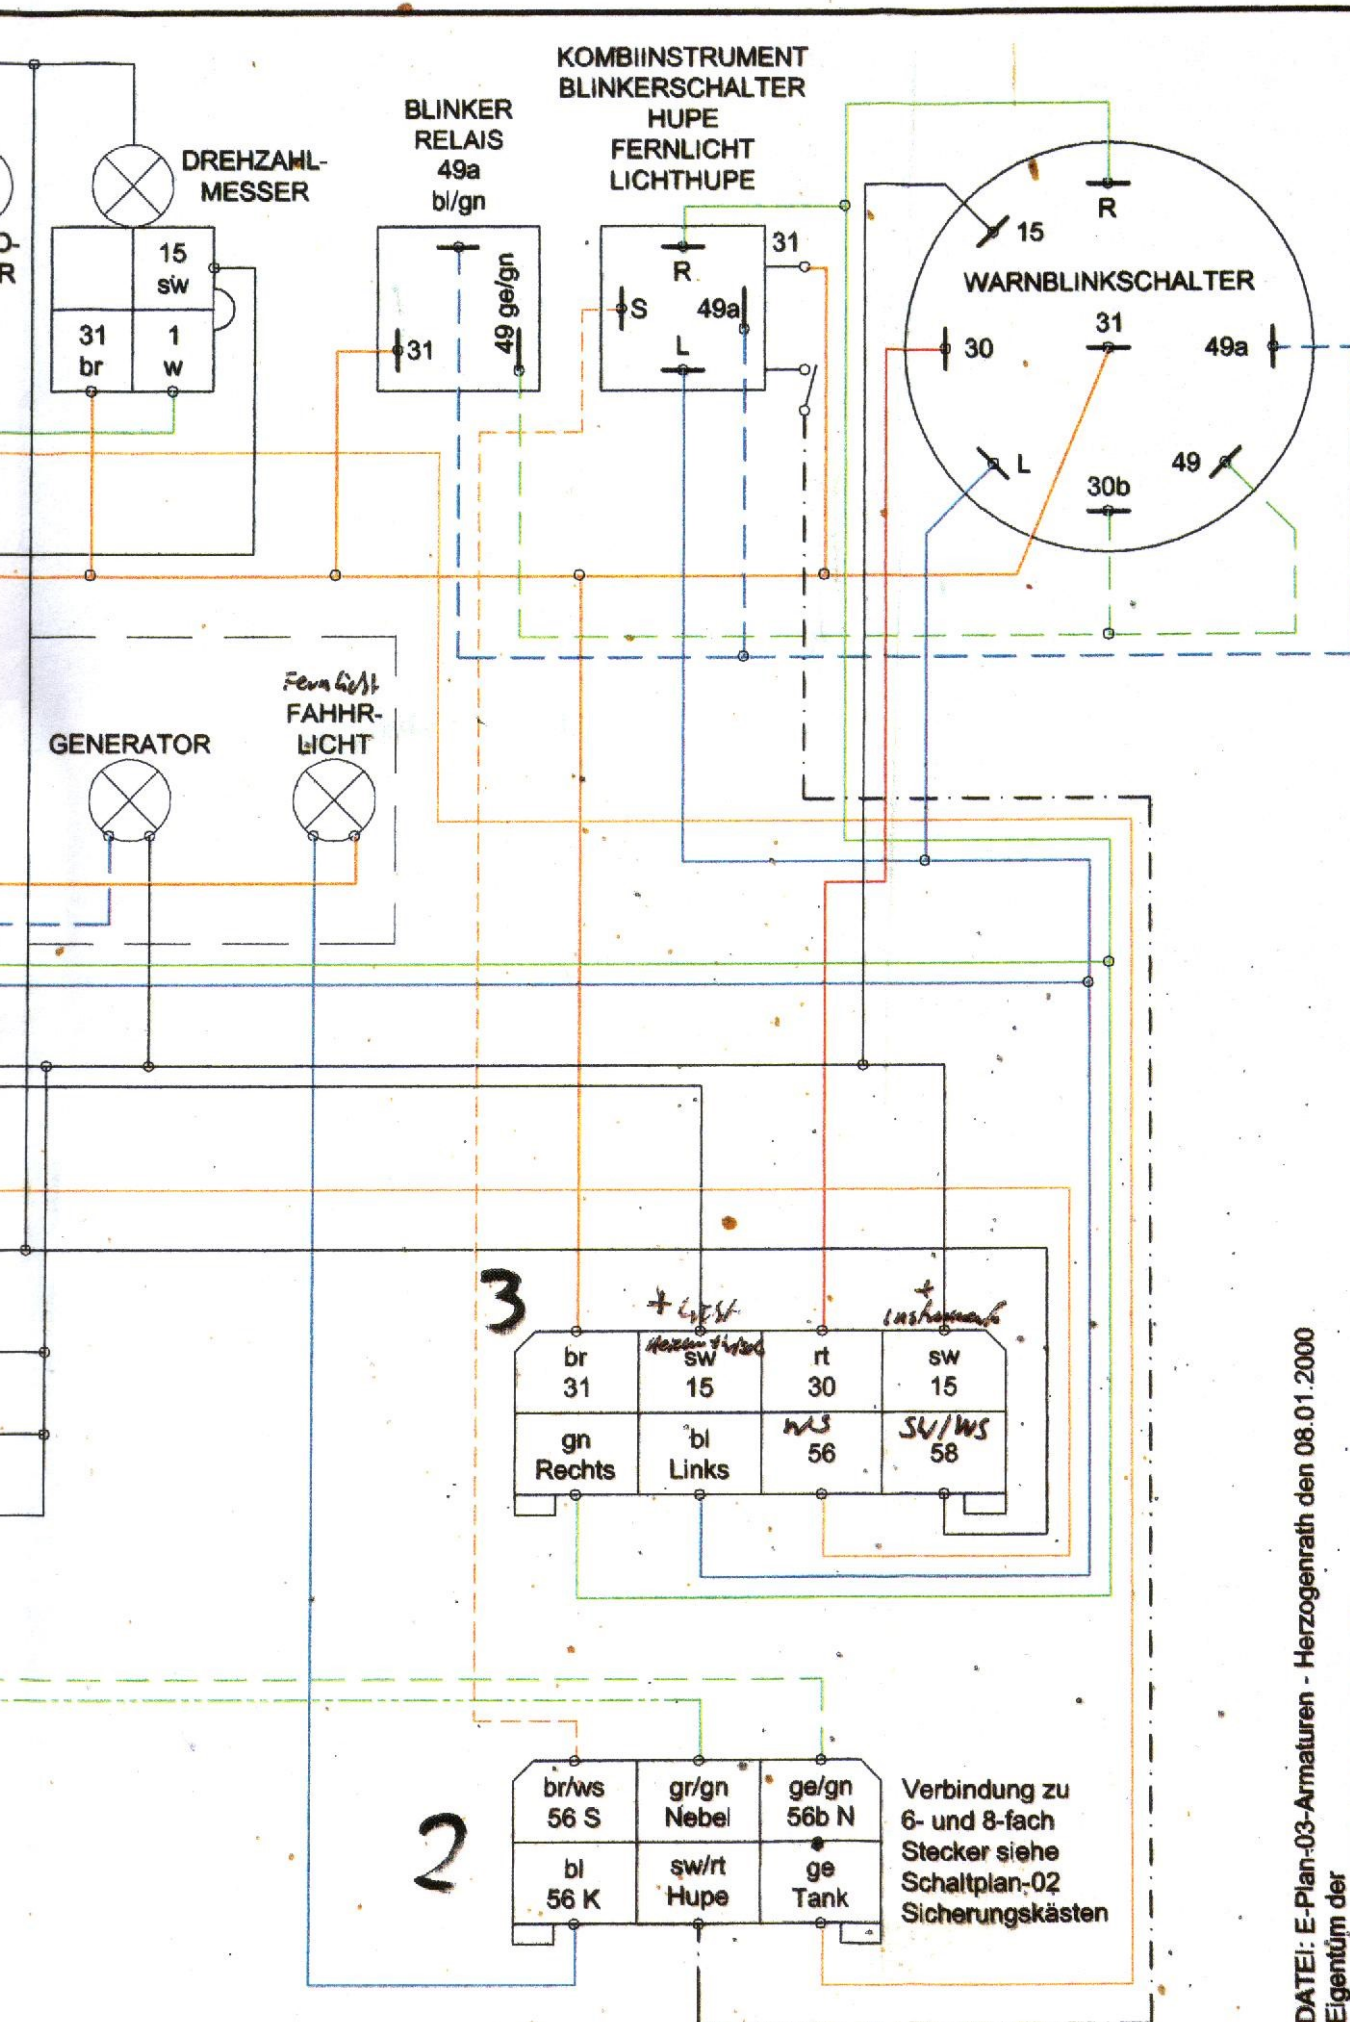 KOMBIINSTRUMENT
BLINKERSCHALTER
HUPE
FERNLICHT
LICHTHUPE
BLINKER
RELAIS
49a
bl/gn
DREHZAHL-
MESSER
O-
R
15
sw
31
br
1
w
31
49 ge/gn
R
S
49a
L
31
R
15
WARNBLINKSCHALTER
30
31
49a
L
30b
49
Fernlicht
FAHHR-
LICHT
GENERATOR
3
+ Licht
+
Instrumente
br
31
sw
15
rt
30
sw
15
gn
Rechts
bl
Links
ws
56
SW/WS
58
2
br/ws
56 S
gr/gn
Nebel
ge/gn
56b N
bl
56 K
sw/rt
Hupe
ge
Tank
Verbindung zu
6- und 8-fach
Stecker siehe
Schaltplan-02
Sicherungskästen
DATEI: E-Plan-03-Armaturen - Herzogenrath den 08.01.2000
Eigentum der